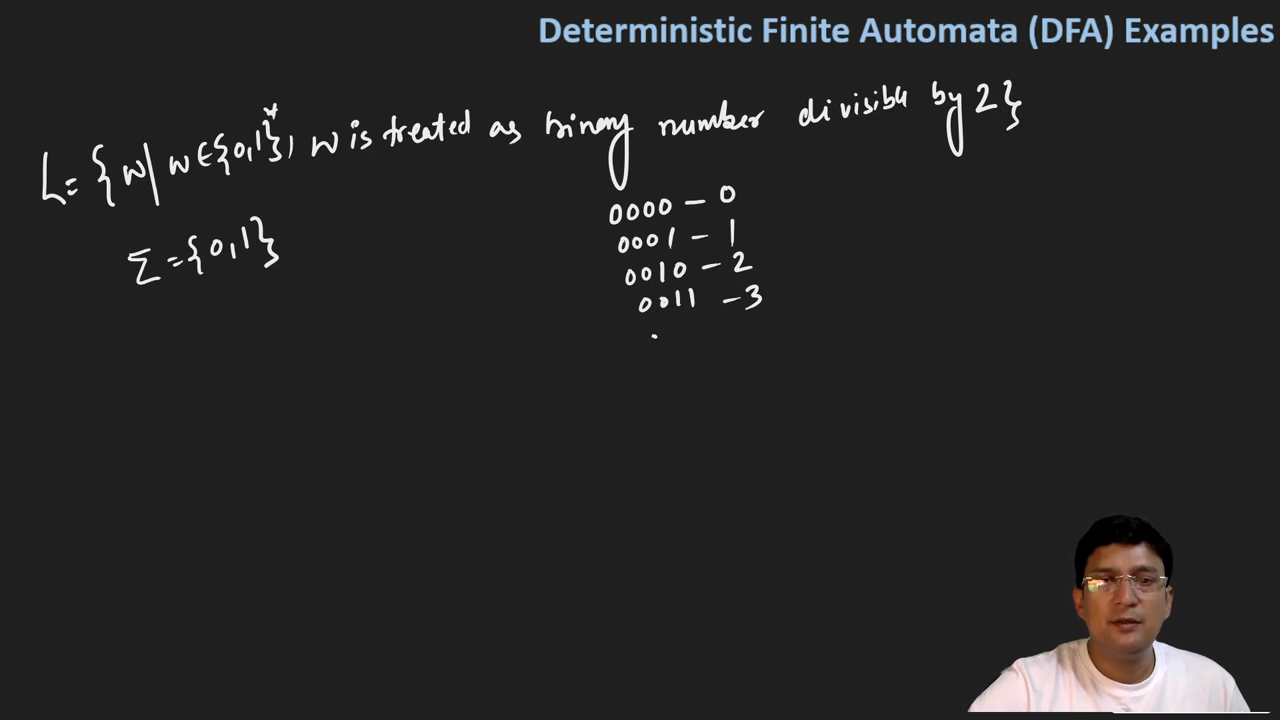 Deterministic Finite Automata (DFA) Examples
L = {w | w ∈ {0,1}*, w is treated as binary number divisible by 2}
Σ = {0,1}
0000 - 0
0001 - 1
0010 - 2
0011 - 3
.